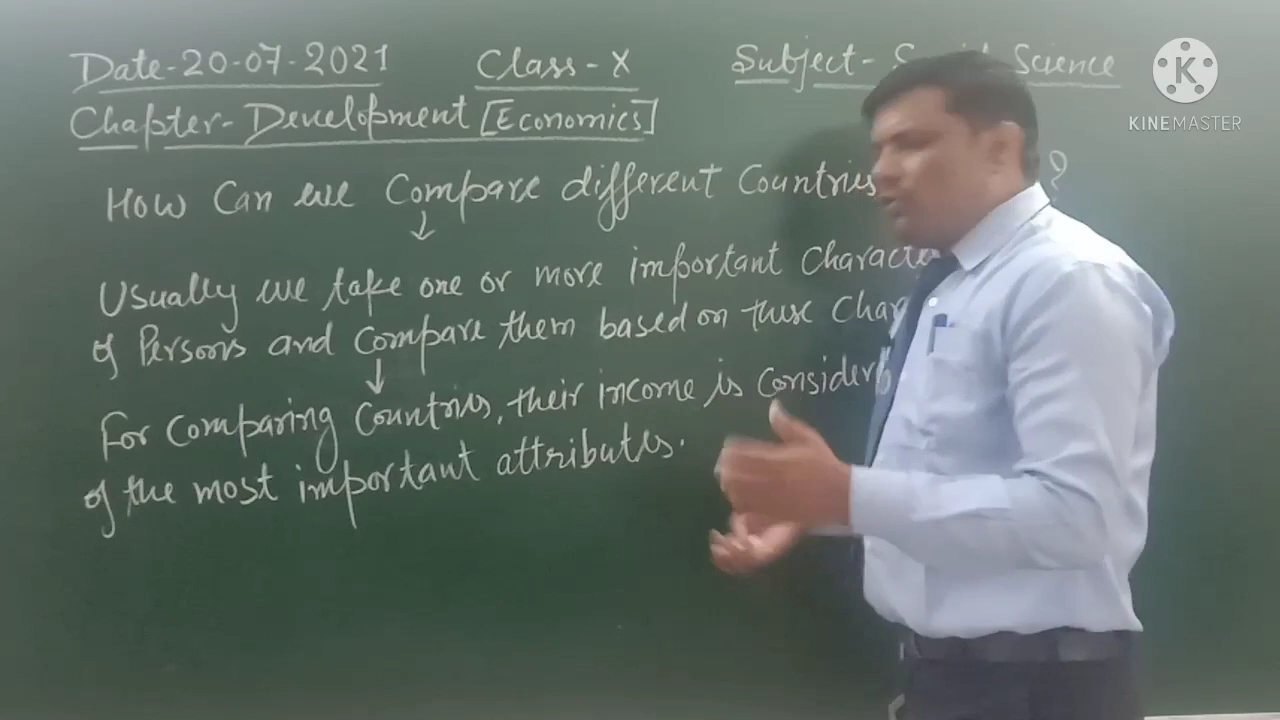 Date-20-07-2021 Class-X Subject- Science
Chapter-Development [Economics]
How Can we Compare different Countries ?
Usually we take one or more important
of Persons and Compare them based on these
For Comparing Countries, their income is
of the most important attributes.
KINEMASTER